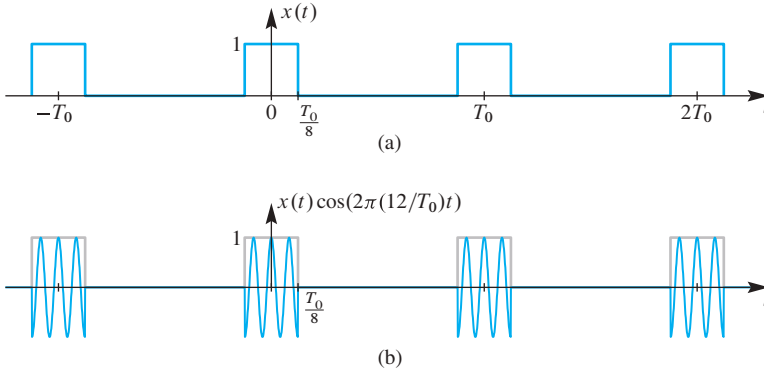 x(t)
1
−T₀ 0 T₀/8 T₀ 2T₀
(a)
x(t) cos(2π(12/T₀)t)
1
T₀/8
(b)